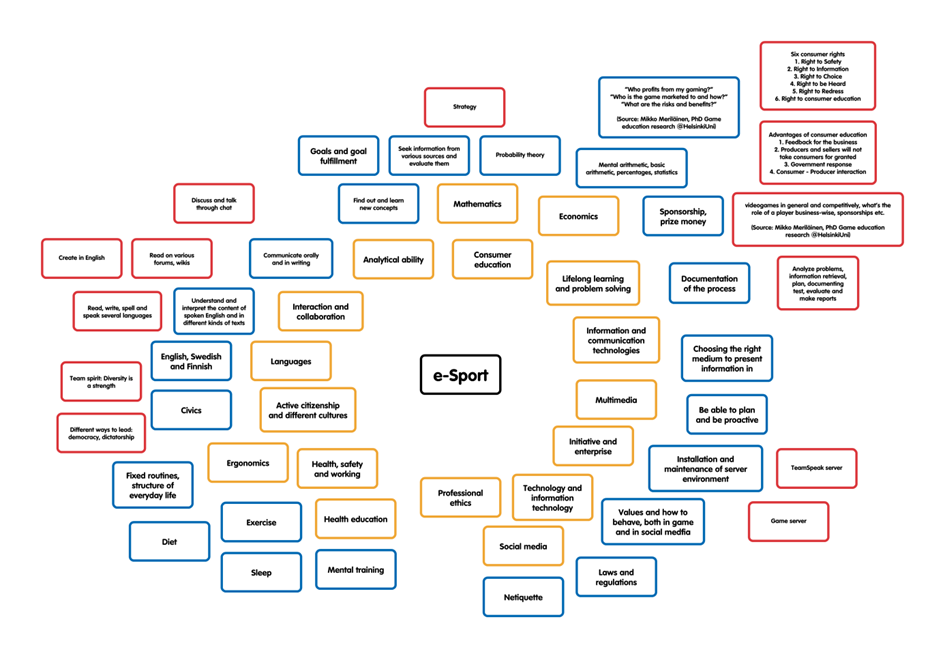 Six consumer rights
1. Right to Safety
2. Right to Information
3. Right to Choice
4. Right to be Heard
5. Right to Redress
6. Right to consumer education
"Who profits from my gaming?"
"Who is the game marketed to and how?"
"What are the risks and benefits?"
(Source: Mikko Meriläinen, PhD Game
education research @HelsinkiUni)
Strategy
Advantages of consumer education
1. Feedback for the business
2. Producers and sellers will not
take consumers for granted
3. Government response
4. Consumer - Producer interaction
Goals and goal
fulfillment
Seek information from
various sources and
evaluate them
Probability theory
Mental arithmetic, basic
arithmetic, percentages, statistics
Discuss and talk
through chat
Find out and learn
new concepts
Mathematics
Economics
Sponsorship,
prize money
videogames in general and competitively, what's the
role of a player business-wise, sponsorships etc.
(Source: Mikko Meriläinen, PhD Game education
research @HelsinkiUni)
Create in English
Read on various
forums, wikis
Communicate orally
and in writing
Analytical ability
Consumer
education
Lifelong learning
and problem solving
Documentation
of the process
Analyze problems,
information retrieval,
plan, documenting
test, evaluate and
make reports
Read, write, spell and
speak several languages
Understand and
interpret the content of
spoken English and in
different kinds of texts
Interaction and
collaboration
Information and
communication
technologies
Choosing the right
medium to present
information in
English, Swedish
and Finnish
Languages
e-Sport
Team spirit: Diversity is
a strength
Civics
Active citizenship
and different cultures
Multimedia
Be able to plan
and be proactive
Different ways to lead:
democracy, dictatorship
Initiative and
enterprise
Ergonomics
Health, safety
and working
Installation and
maintenance of server
environment
TeamSpeak server
Fixed routines,
structure of
everyday life
Professional
ethics
Technology and
information
technology
Values and how to
behave, both in game
and in social medfia
Game server
Exercise
Health education
Diet
Social media
Sleep
Mental training
Laws and
regulations
Netiquette